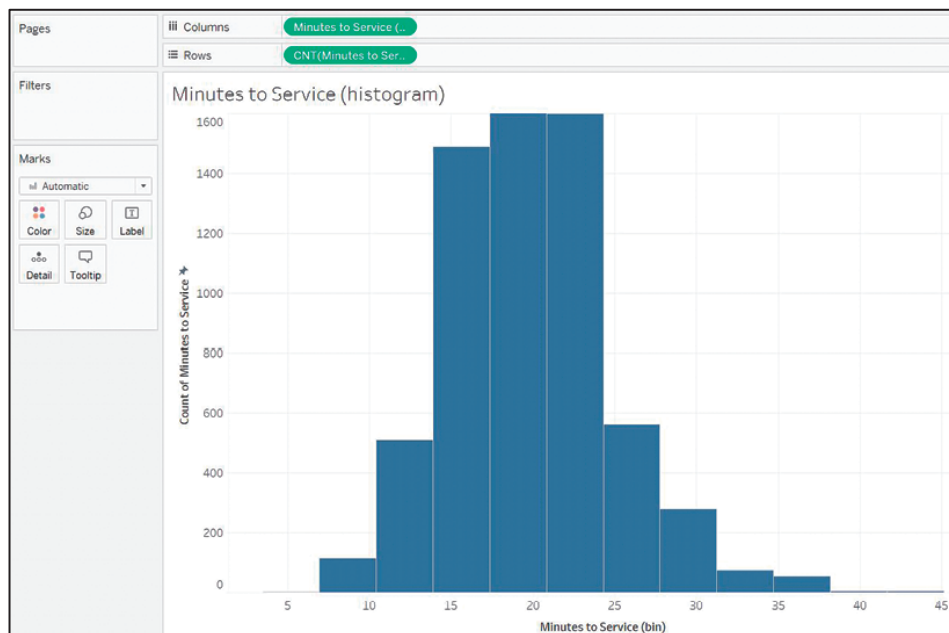 Pages
Columns
Minutes to Service (..
Rows
CNT(Minutes to Ser..
Filters
Marks
Automatic
Color
Size
Label
Detail
Tooltip
Minutes to Service (histogram)
1600
1400
1200
1000
800
600
400
200
0
Count of Minutes to Service
5 10 15 20 25 30 35 40 45
Minutes to Service (bin)